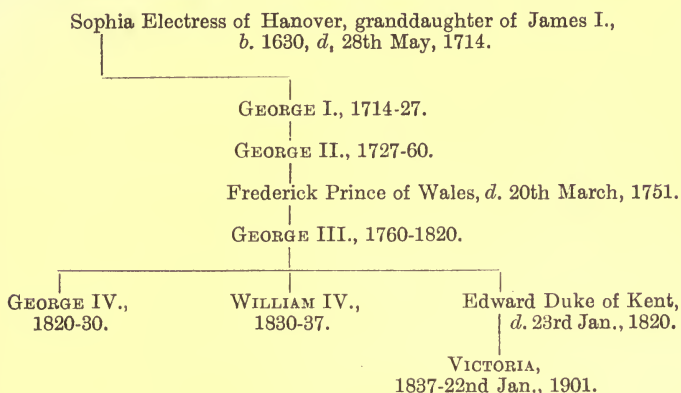 Sophia Electress of Hanover, granddaughter of James I.,
b. 1630, d, 28th May, 1714.
GEORGE I., 1714-27.
GEORGE II., 1727-60.
Frederick Prince of Wales, d. 20th March, 1751.
GEORGE III., 1760-1820.
GEORGE IV., WILLIAM IV., Edward Duke of Kent,
1820-30. 1830-37. d. 23rd Jan., 1820.
VICTORIA,
1837-22nd Jan., 1901.